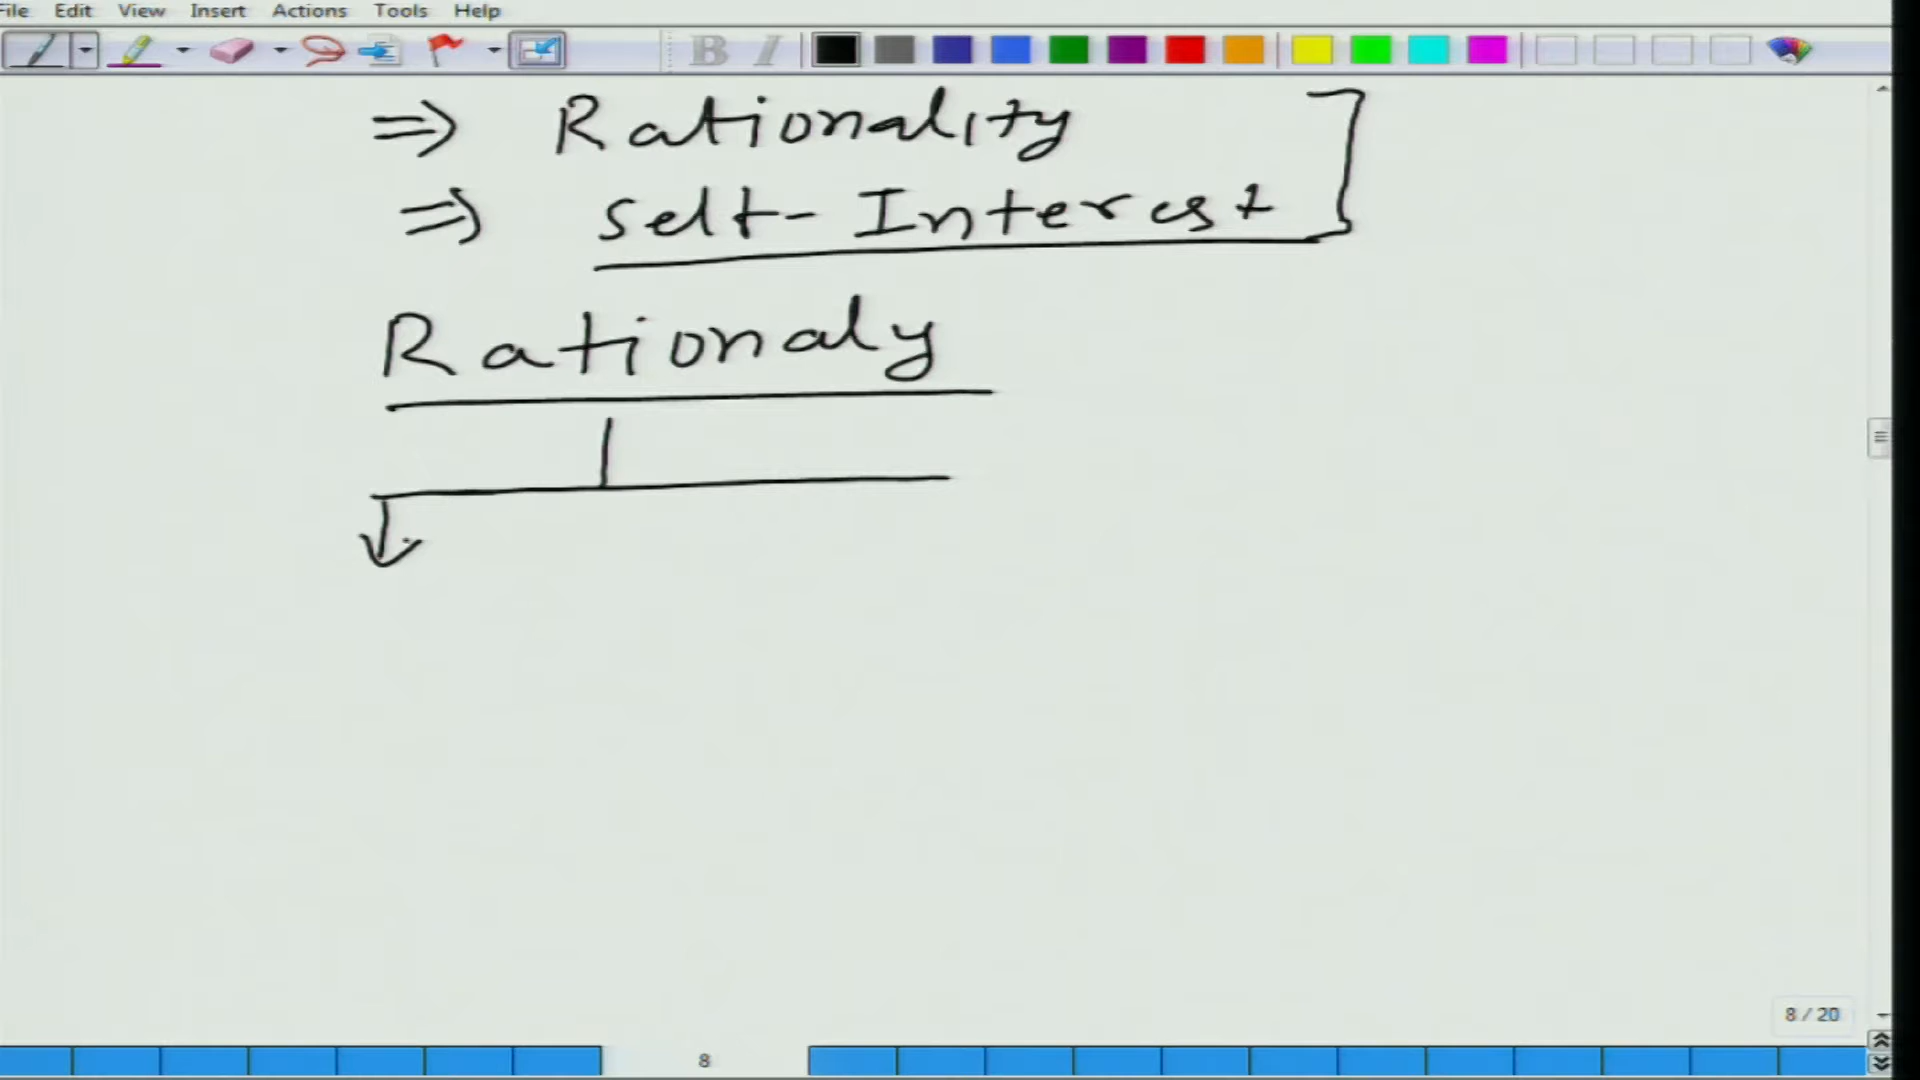 File Edit View Insert Actions Tools Help
B I
⇒ Rationality
⇒ Self-Interest
Rationaly
8 / 20
8